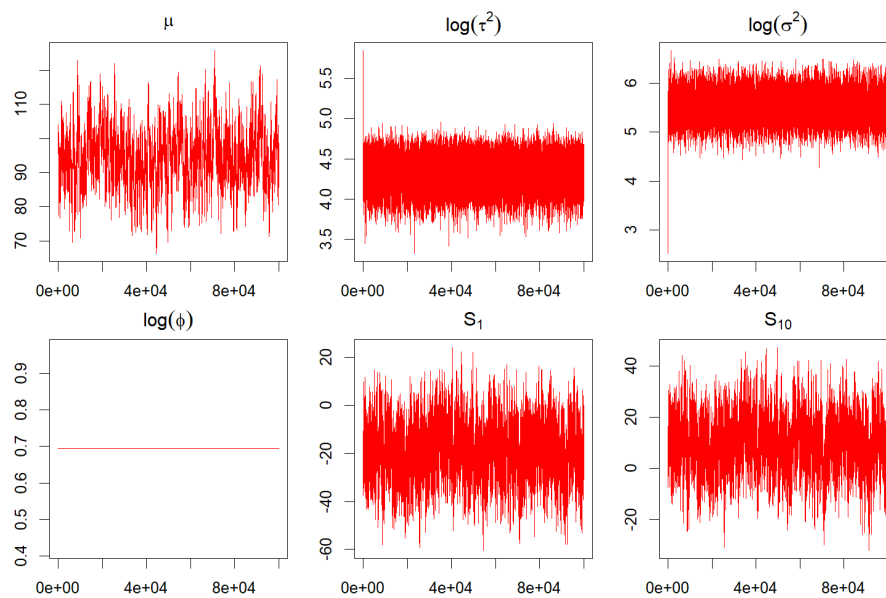 μ
log(τ²)
log(σ²)
70 90 110
3.5 4.0 4.5 5.0 5.5
3 4 5 6
0e+00 4e+04 8e+04
0e+00 4e+04 8e+04
0e+00 4e+04 8e+04
log(ϕ)
S₁
S₁₀
0.4 0.5 0.6 0.7 0.8 0.9
-60 -40 -20 0 20
-20 0 20 40
0e+00 4e+04 8e+04
0e+00 4e+04 8e+04
0e+00 4e+04 8e+04